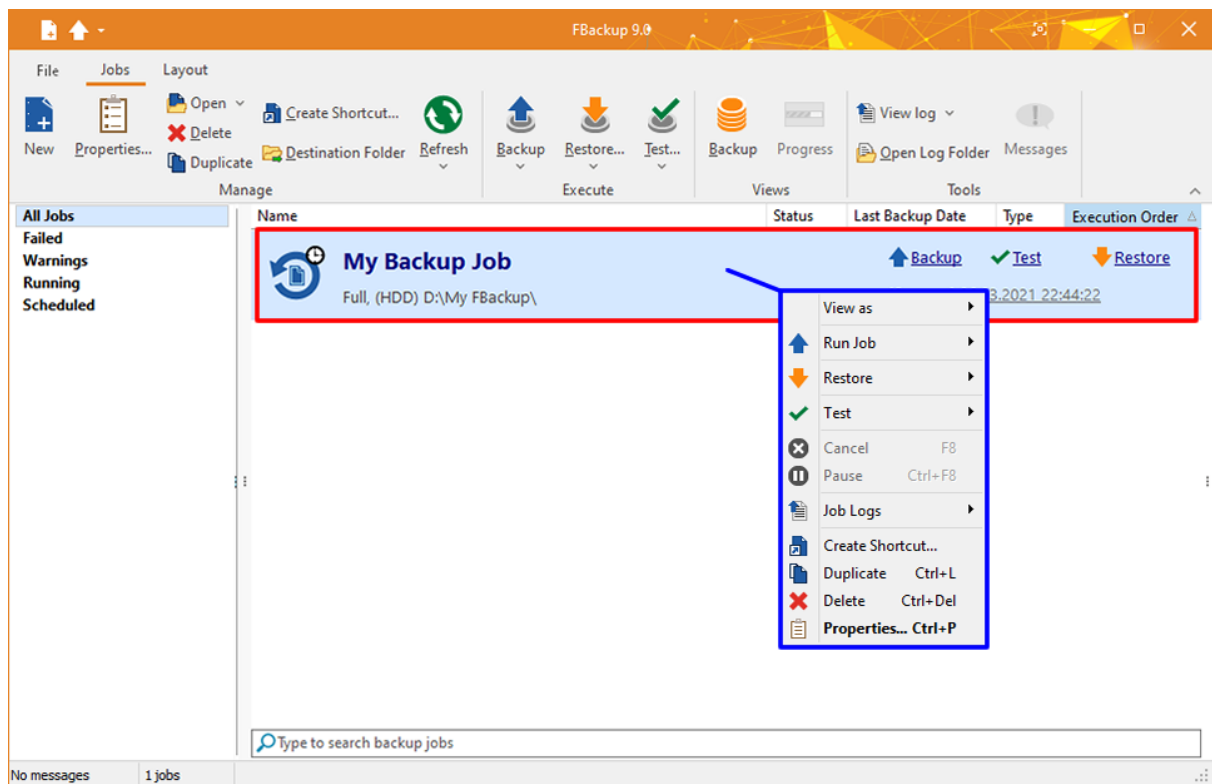 FBackup 9.0
File Jobs Layout
New
Properties...
Open
Delete
Duplicate
Create Shortcut...
Destination Folder
Refresh
Manage
Backup
Restore...
Test...
Execute
Backup
Progress
Views
View log
Open Log Folder
Messages
Tools
All Jobs
Failed
Warnings
Running
Scheduled
Name Status Last Backup Date Type Execution Order
My Backup Job
Full, (HDD) D:\My FBackup\
Backup Test Restore
3.2021 22:44:22
View as
Run Job
Restore
Test
Cancel F8
Pause Ctrl+F8
Job Logs
Create Shortcut...
Duplicate Ctrl+L
Delete Ctrl+Del
Properties... Ctrl+P
Type to search backup jobs
No messages 1 jobs